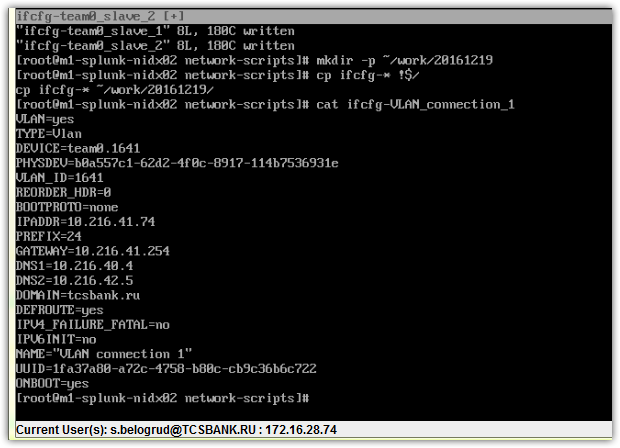 ifcfg-team0_slave_2 [+]
"ifcfg-team0_slave_1" 8L, 180C written
"ifcfg-team0_slave_2" 8L, 180C written
[root@m1-splunk-nidx02 network-scripts]# mkdir -p ~/work/20161219
[root@m1-splunk-nidx02 network-scripts]# cp ifcfg-* !$/
cp ifcfg-* ~/work/20161219/
[root@m1-splunk-nidx02 network-scripts]# cat ifcfg-VLAN_connection_1
VLAN=yes
TYPE=Vlan
DEVICE=team0.1641
PHYSDEV=b0a557c1-62d2-4f0c-8917-114b7536931e
VLAN_ID=1641
REORDER_HDR=0
BOOTPROTO=none
IPADDR=10.216.41.74
PREFIX=24
GATEWAY=10.216.41.254
DNS1=10.216.40.4
DNS2=10.216.42.5
DOMAIN=tcsbank.ru
DEFROUTE=yes
IPV4_FAILURE_FATAL=no
IPV6INIT=no
NAME="VLAN connection 1"
UUID=1fa37a80-a72c-4758-b80c-cb9c36b6c722
ONBOOT=yes
[root@m1-splunk-nidx02 network-scripts]#
Current User(s): s.belogrud@TCSBANK.RU : 172.16.28.74